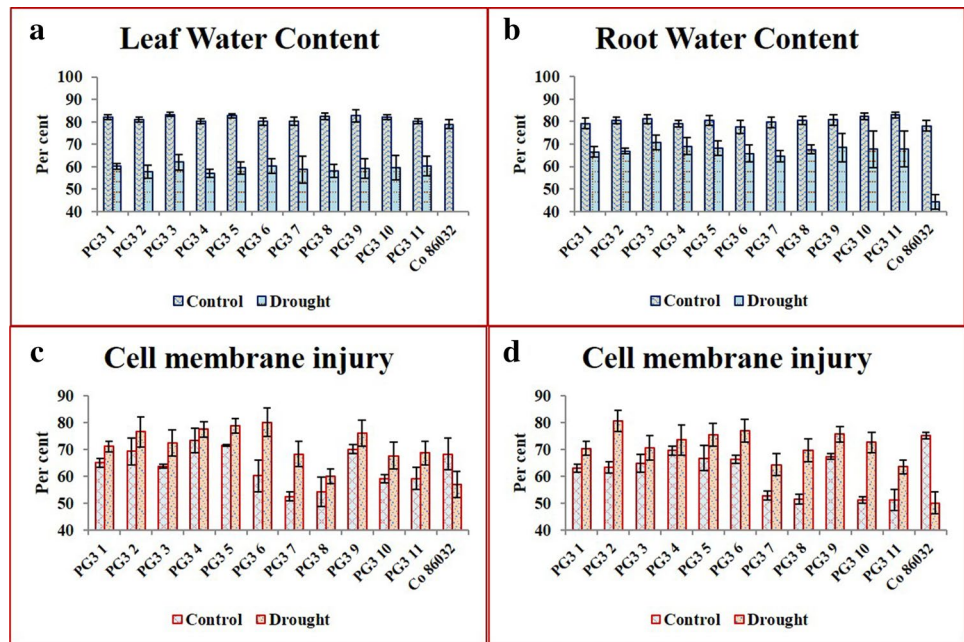 a
Leaf Water Content
Per cent
100
90
80
70
60
50
40
PG3 1
PG3 2
PG3 3
PG3 4
PG3 5
PG3 6
PG3 7
PG3 8
PG3 9
PG3 10
PG3 11
Co 86032
Control Drought
b
Root Water Content
Per cent
100
90
80
70
60
50
40
PG3 1
PG3 2
PG3 3
PG3 4
PG3 5
PG3 6
PG3 7
PG3 8
PG3 9
PG3 10
PG3 11
Co 86032
Control Drought
c
Cell membrane injury
Per cent
90
80
70
60
50
40
PG3 1
PG3 2
PG3 3
PG3 4
PG3 5
PG3 6
PG3 7
PG3 8
PG3 9
PG3 10
PG3 11
Co 86032
Control Drought
d
Cell membrane injury
Per cent
90
80
70
60
50
40
PG3 1
PG3 2
PG3 3
PG3 4
PG3 5
PG3 6
PG3 7
PG3 8
PG3 9
PG3 10
PG3 11
Co 86032
Control Drought